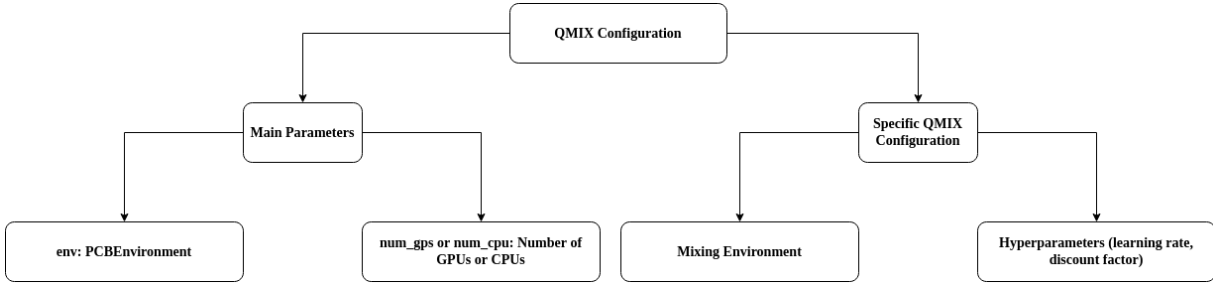 QMIX Configuration
Main Parameters
Specific QMIX
Configuration
env: PCBEnvironment
num_gps or num_cpu: Number of
GPUs or CPUs
Mixing Environment
Hyperparameters (learning rate,
discount factor)